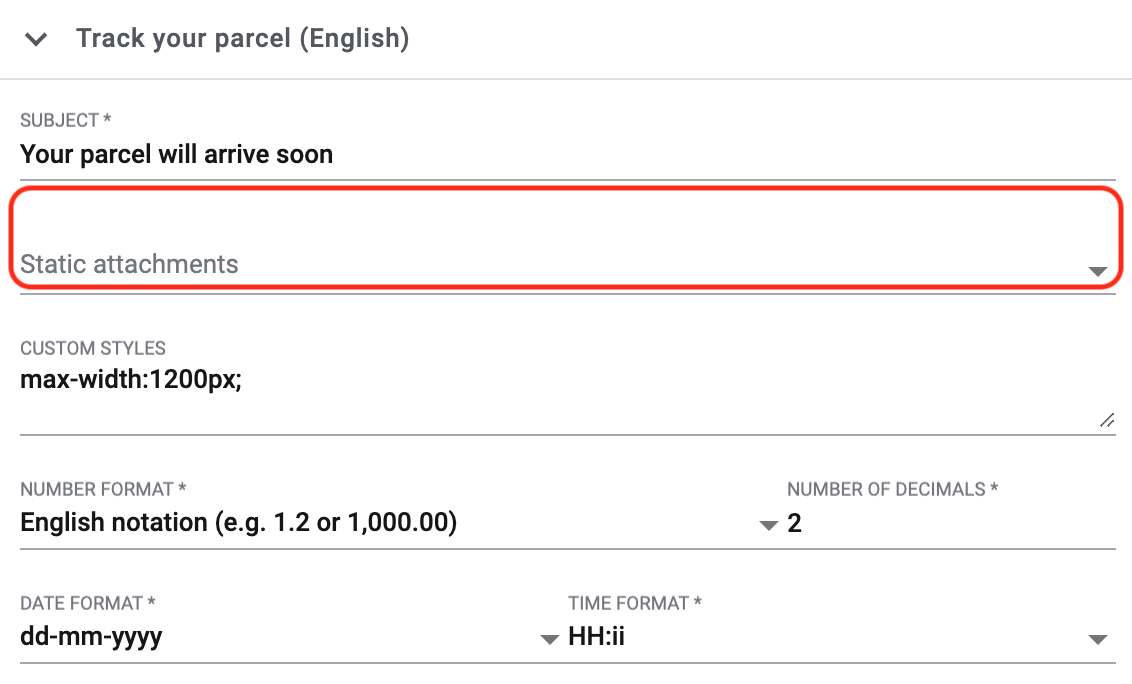 Track your parcel (English)
SUBJECT *
Your parcel will arrive soon
Static attachments
CUSTOM STYLES
max-width:1200px;
NUMBER FORMAT * NUMBER OF DECIMALS *
English notation (e.g. 1.2 or 1,000.00) 2
DATE FORMAT * TIME FORMAT *
dd-mm-yyyy HH:ii